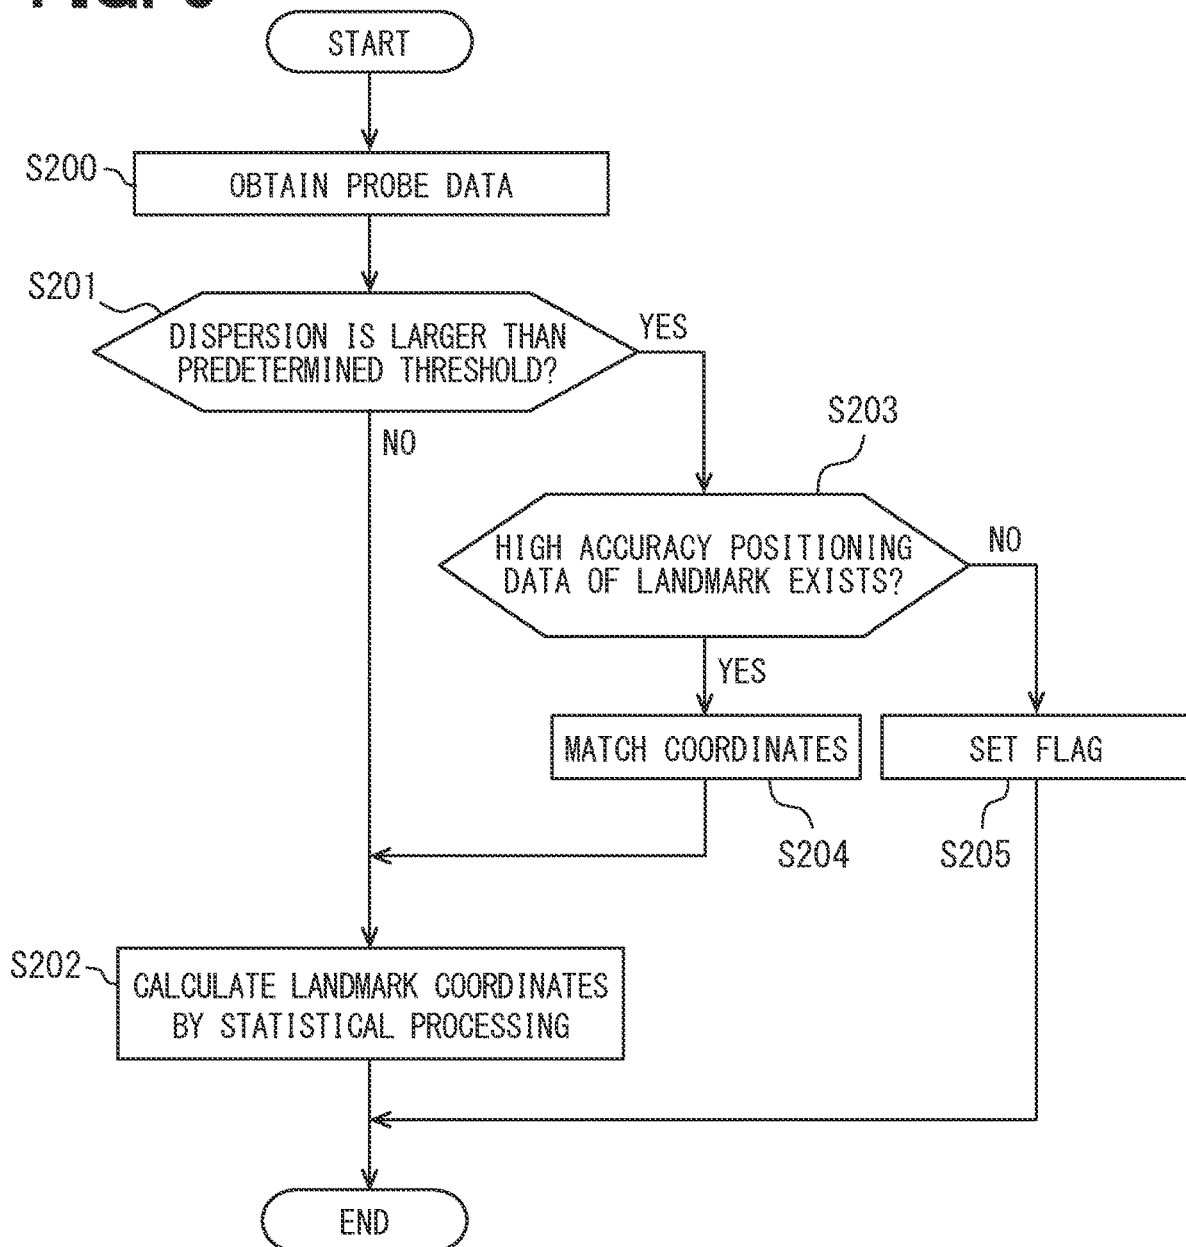 START
S200
OBTAIN PROBE DATA
S201
DISPERSION IS LARGER THAN
PREDETERMINED THRESHOLD?
YES
NO
S203
HIGH ACCURACY POSITIONING
DATA OF LANDMARK EXISTS?
NO
YES
MATCH COORDINATES
SET FLAG
S204
S205
S202
CALCULATE LANDMARK COORDINATES
BY STATISTICAL PROCESSING
END